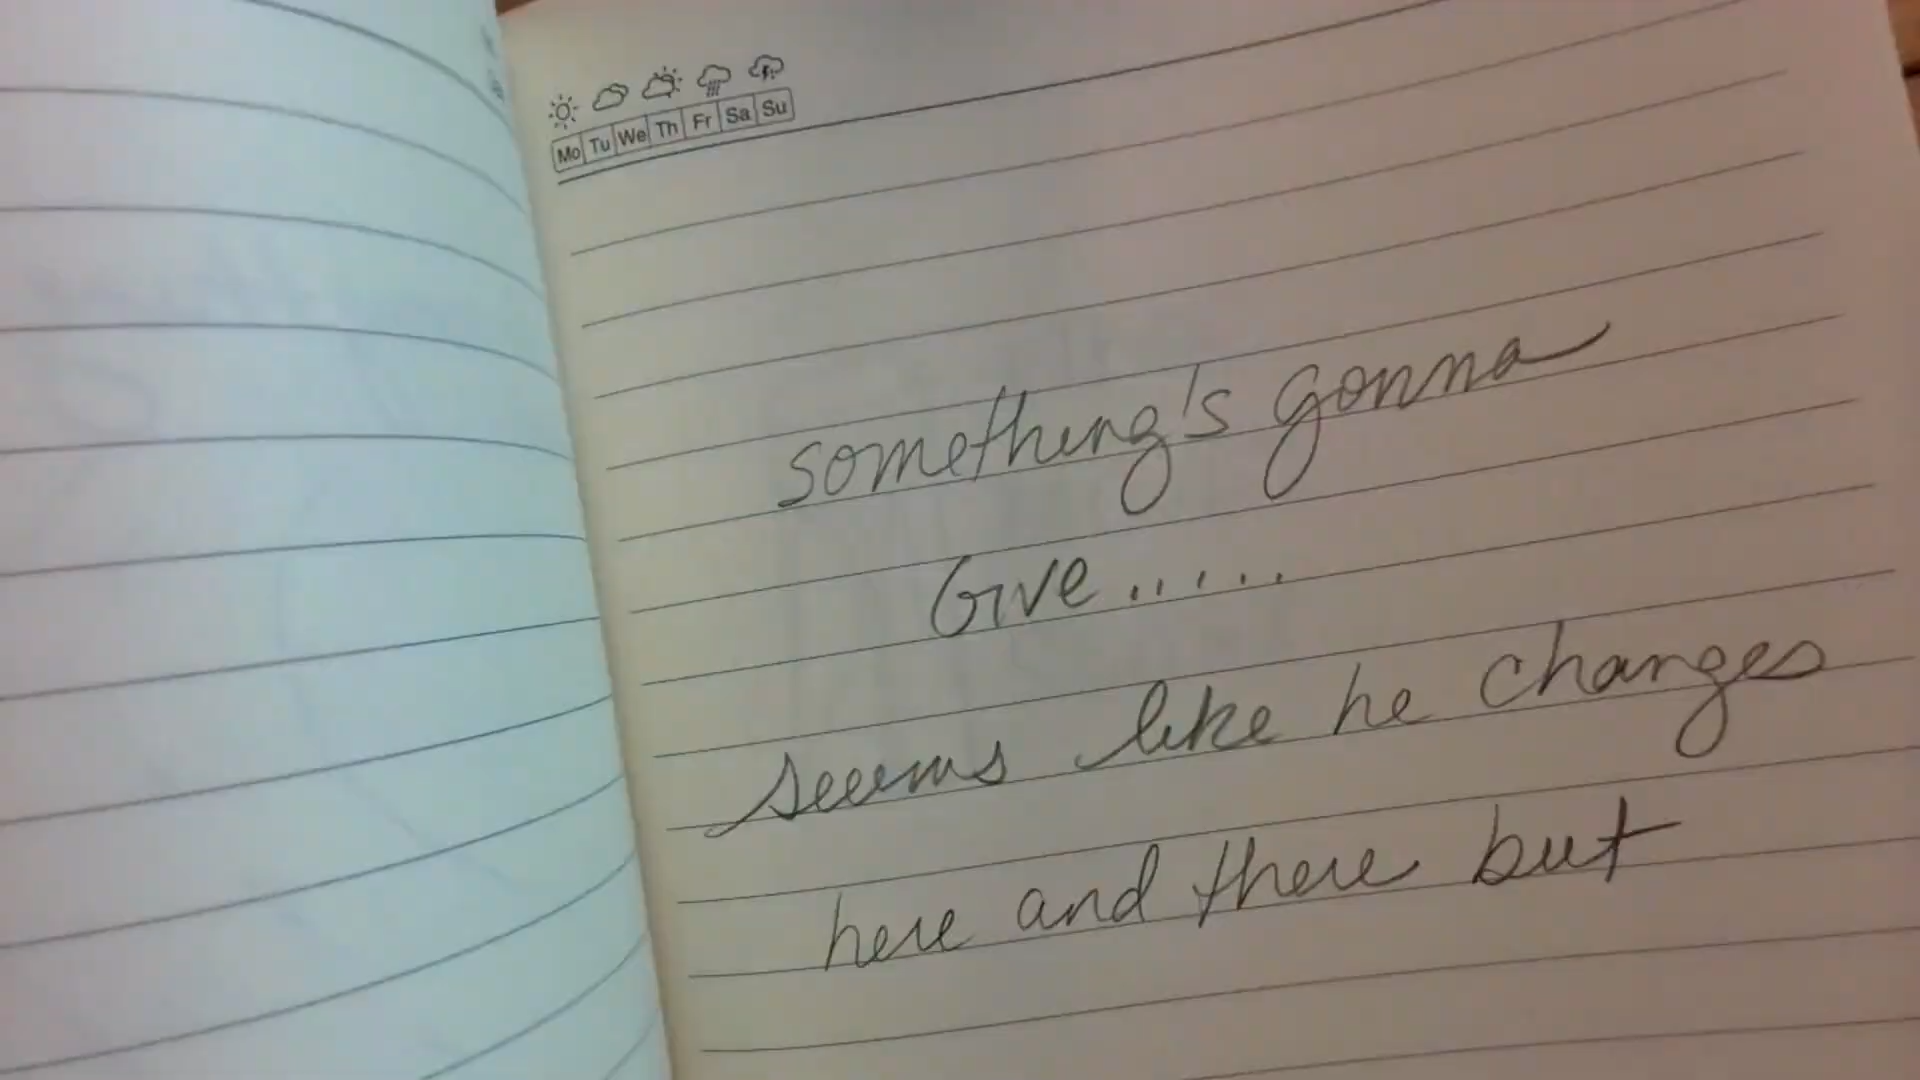 Mo Tu We Th Fr Sa Su
something's gonna
Give.....
seems like he changes
here and there but